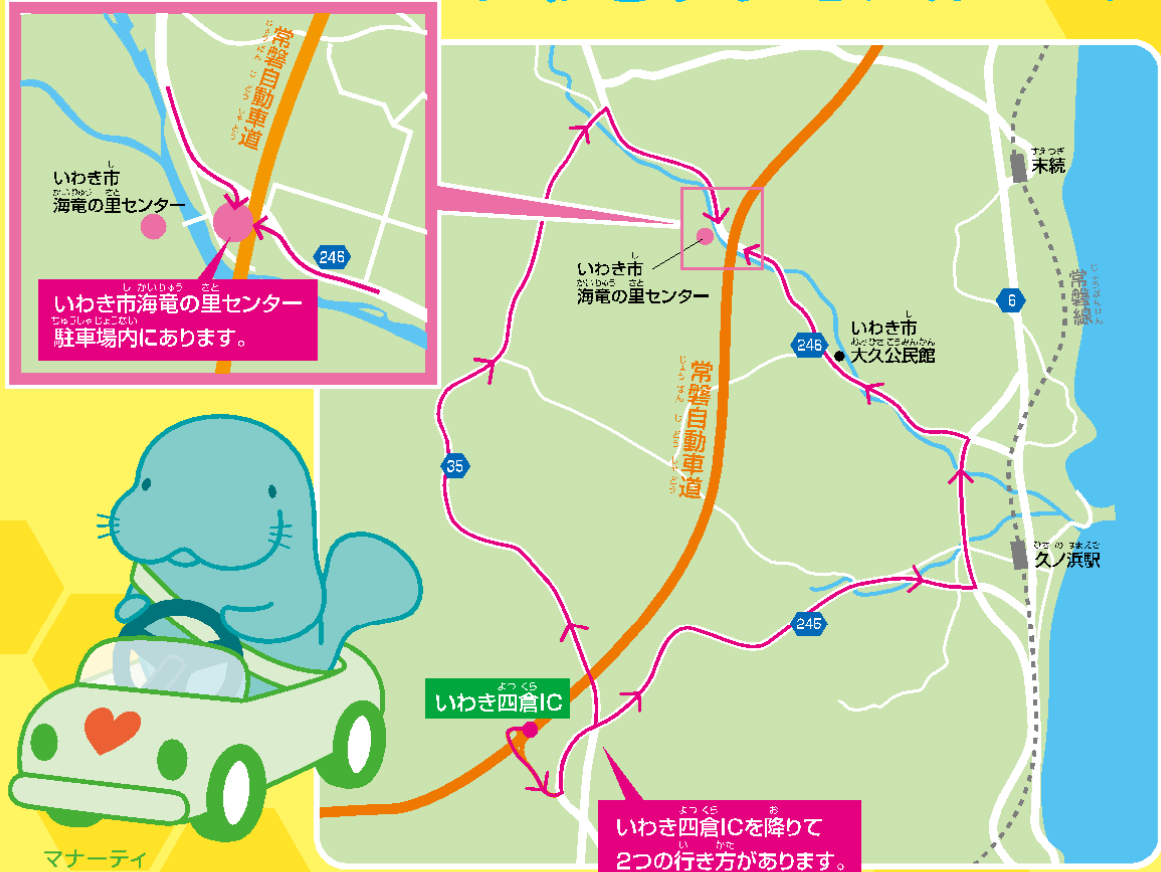 常磐自動車道
いわき市
海竜の里センター
246
いわき市海竜の里センター
駐車場内にあります。
末続
常磐線
6
いわき市
海竜の里センター
いわき市
大久公民館
246
常磐自動車道
35
久ノ浜駅
245
いわき四倉IC
いわき四倉ICを降りて
2つの行き方があります。
マナーティ